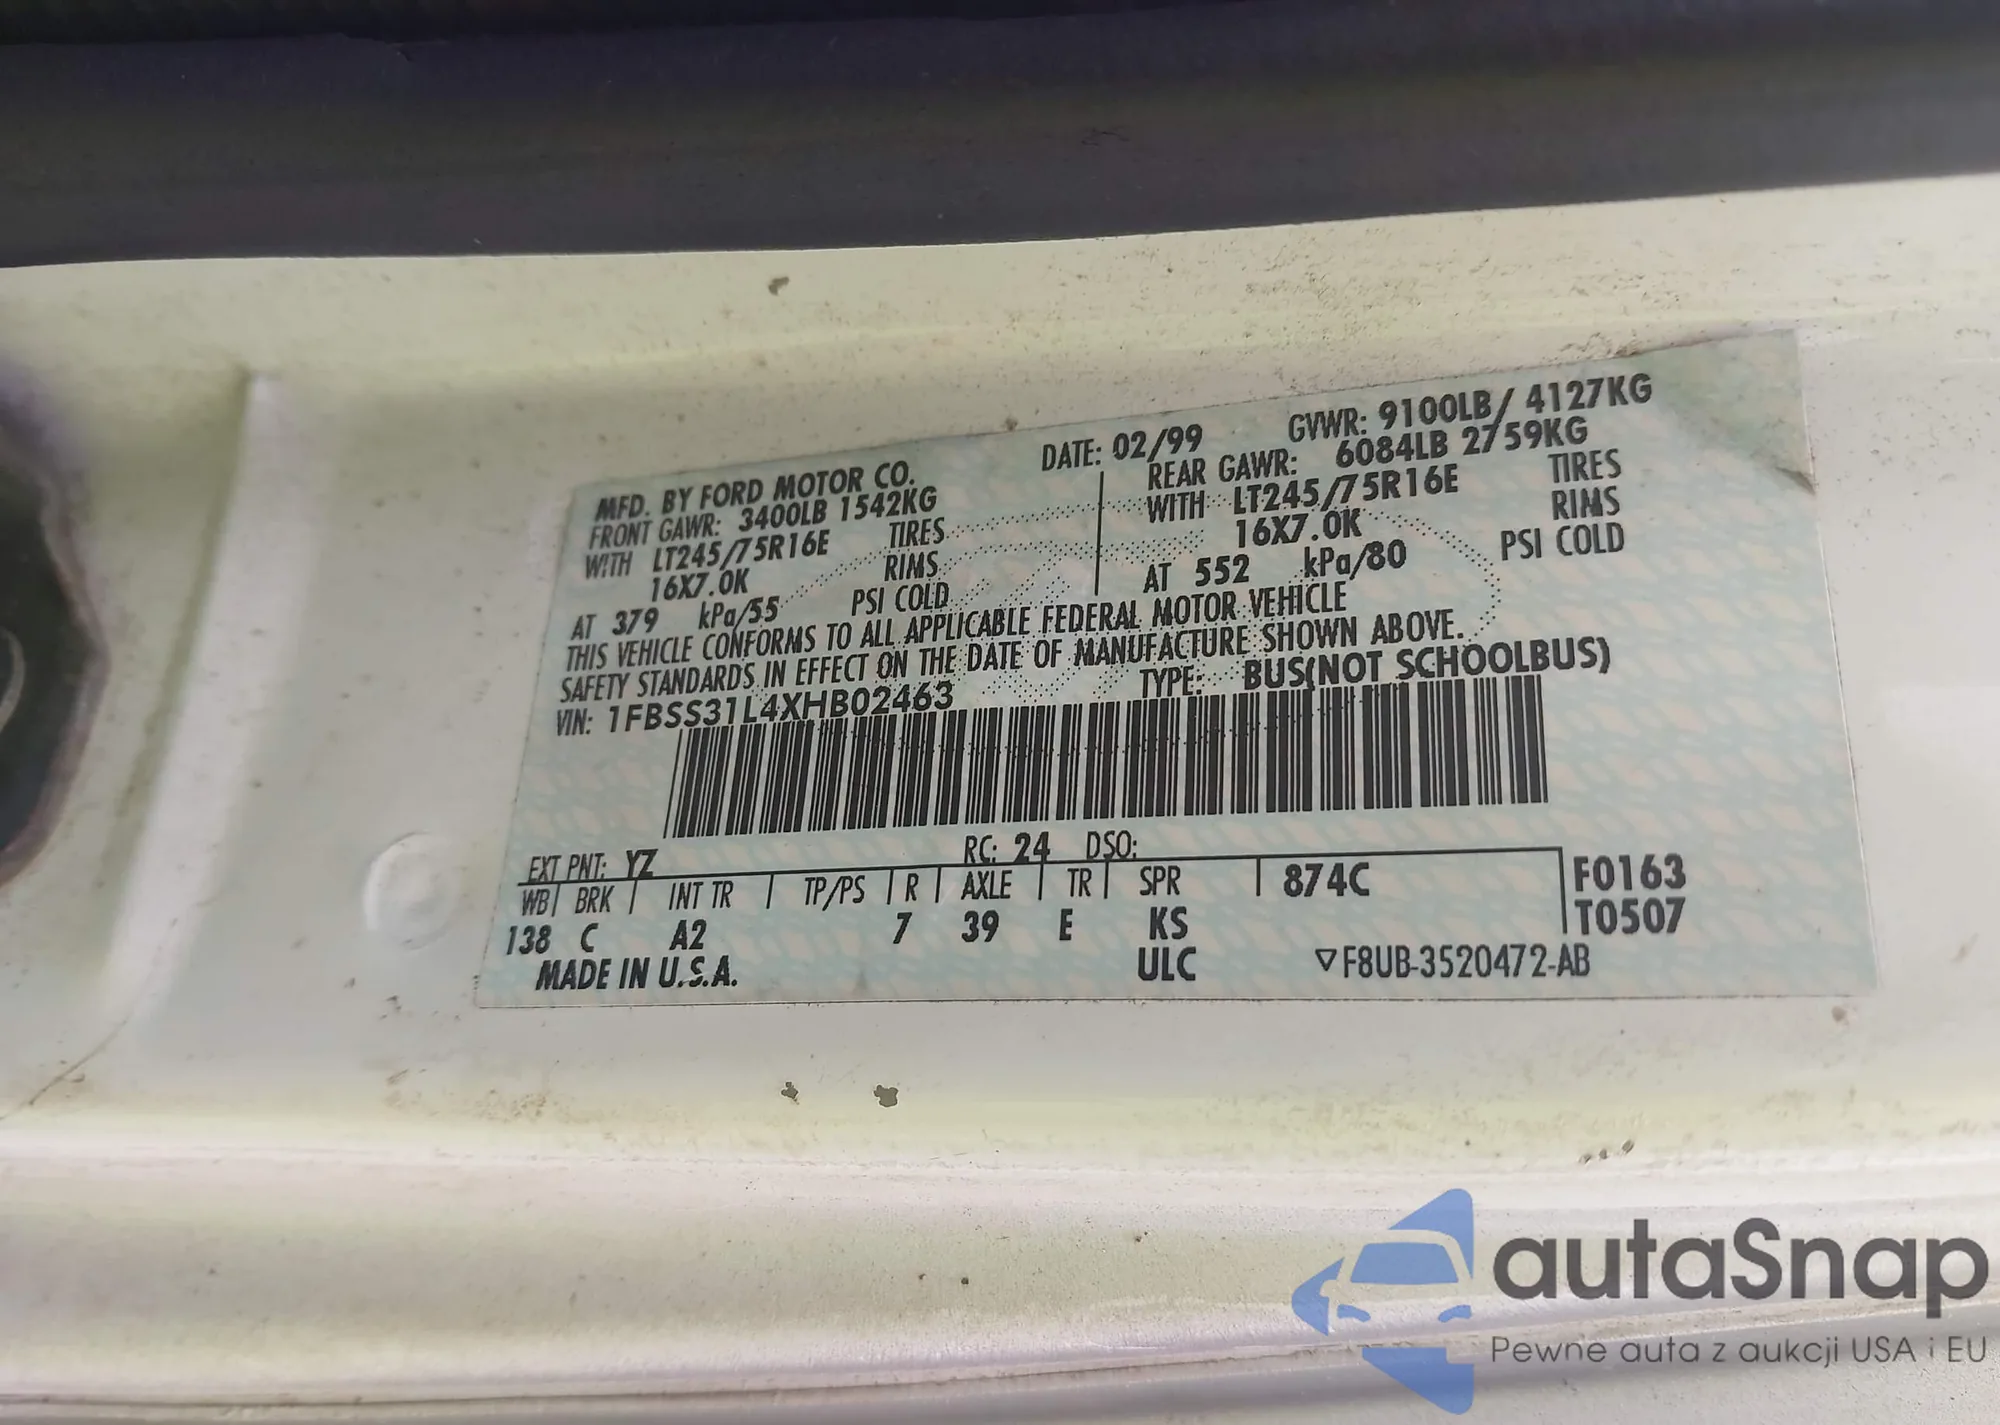 MFD. BY FORD MOTOR CO. DATE: 02/99 GVWR: 9100LB/ 4127KG
FRONT GAWR: 3400LB 1542KG REAR GAWR: 6084LB 2759KG
WITH LT245/75R16E TIRES WITH LT245/75R16E TIRES
16X7.0K RIMS 16X7.0K RIMS
AT 379 kPa/55 PSI COLD AT 552 kPa/80 PSI COLD
THIS VEHICLE CONFORMS TO ALL APPLICABLE FEDERAL MOTOR VEHICLE
SAFETY STANDARDS IN EFFECT ON THE DATE OF MANUFACTURE SHOWN ABOVE.
VIN: 1FBSS31L4XHB02463 TYPE: BUS(NOT SCHOOLBUS)
EXT PNT: YZ RC: 24 DSO:
WB BRK INT TR TP/PS R AXLE TR SPR 874C F0163
138 C A2 7 39 E KS T0507
MADE IN U.S.A. ULC ▽F8UB-3520472-AB
autaSnap
Pewne auta z aukcji USA i EU